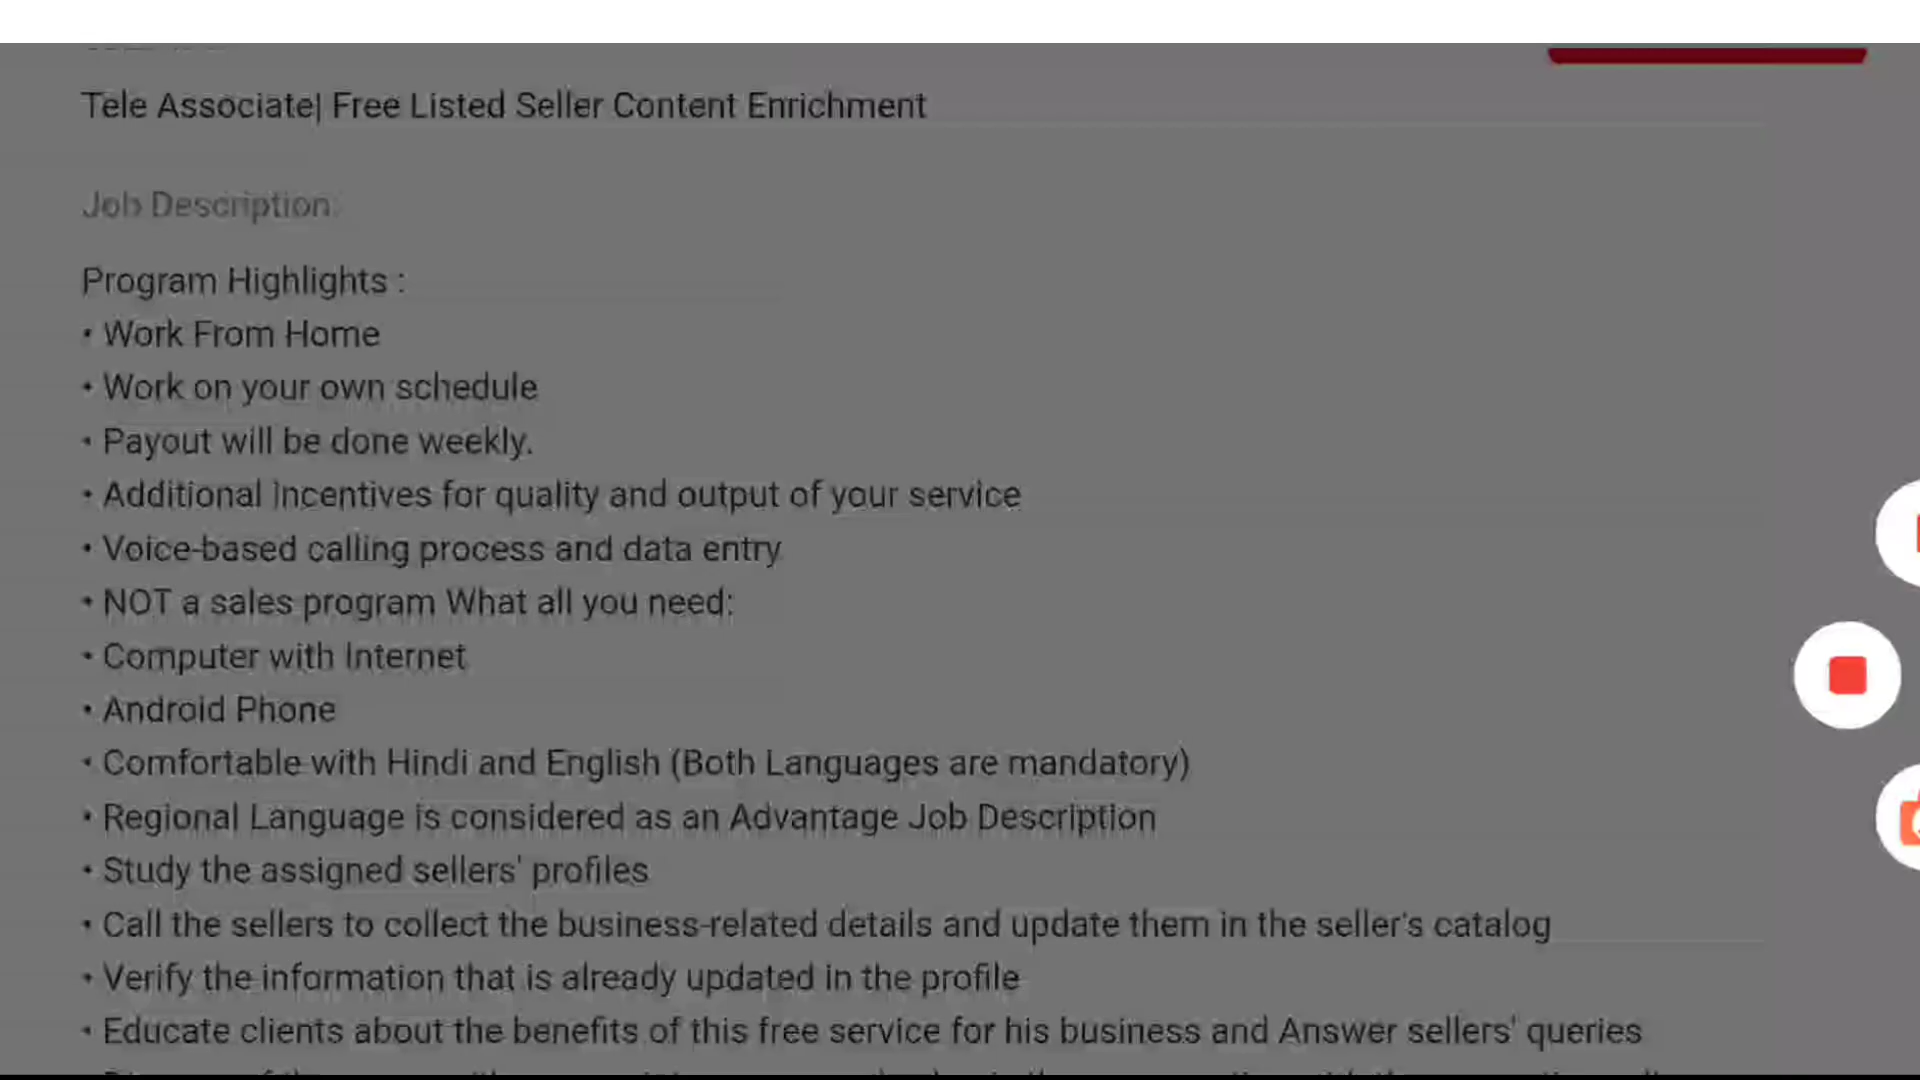 Tele Associate| Free Listed Seller Content Enrichment
Job Description:
Program Highlights :
• Work From Home
• Work on your own schedule
• Payout will be done weekly.
• Additional Incentives for quality and output of your service
• Voice-based calling process and data entry
• NOT a sales program What all you need:
• Computer with Internet
• Android Phone
• Comfortable with Hindi and English (Both Languages are mandatory)
• Regional Language is considered as an Advantage Job Description
• Study the assigned sellers' profiles
• Call the sellers to collect the business-related details and update them in the seller's catalog
• Verify the information that is already updated in the profile
• Educate clients about the benefits of this free service for his business and Answer sellers' queries